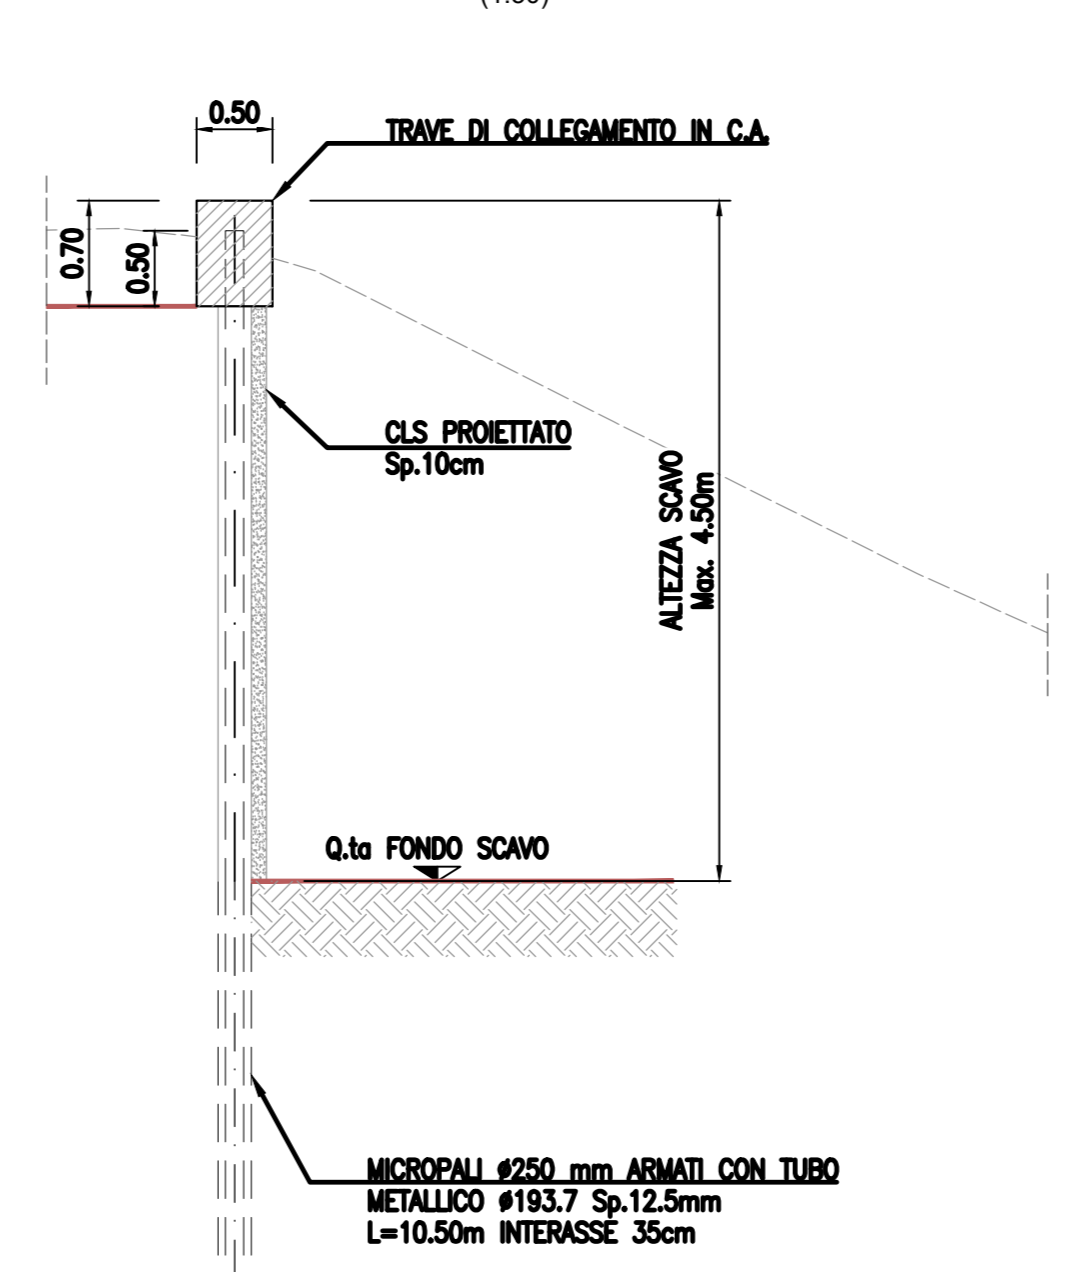 0.50
TRAVE DI COLLEGAMENTO IN C.A.
0.70
0.50
CLS PROIETTATO
Sp.10cm
ALTEZZA SCAVO
Max. 4.50m
Q.ta FONDO SCAVO
MICROPALI ø250 mm ARMATI CON TUBO
METALLICO ø193.7 Sp.12.5mm
L=10.50m INTERASSE 35cm